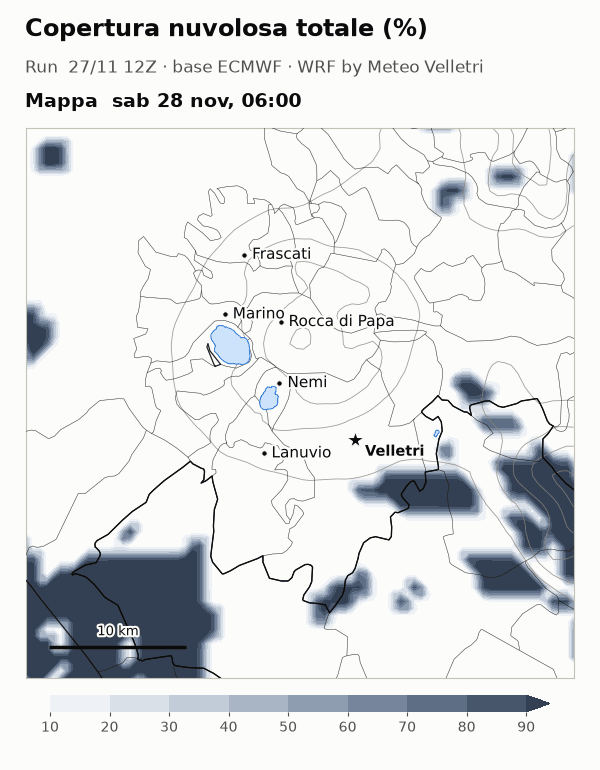 Copertura nuvolosa totale (%)
Run  27/11 12Z · base ECMWF · WRF by Meteo Velletri
Mappa  sab 28 nov, 06:00
Frascati
Marino
Rocca di Papa
Nemi
Velletri
Lanuvio
10 km
10 20 30 40 50 60 70 80 90